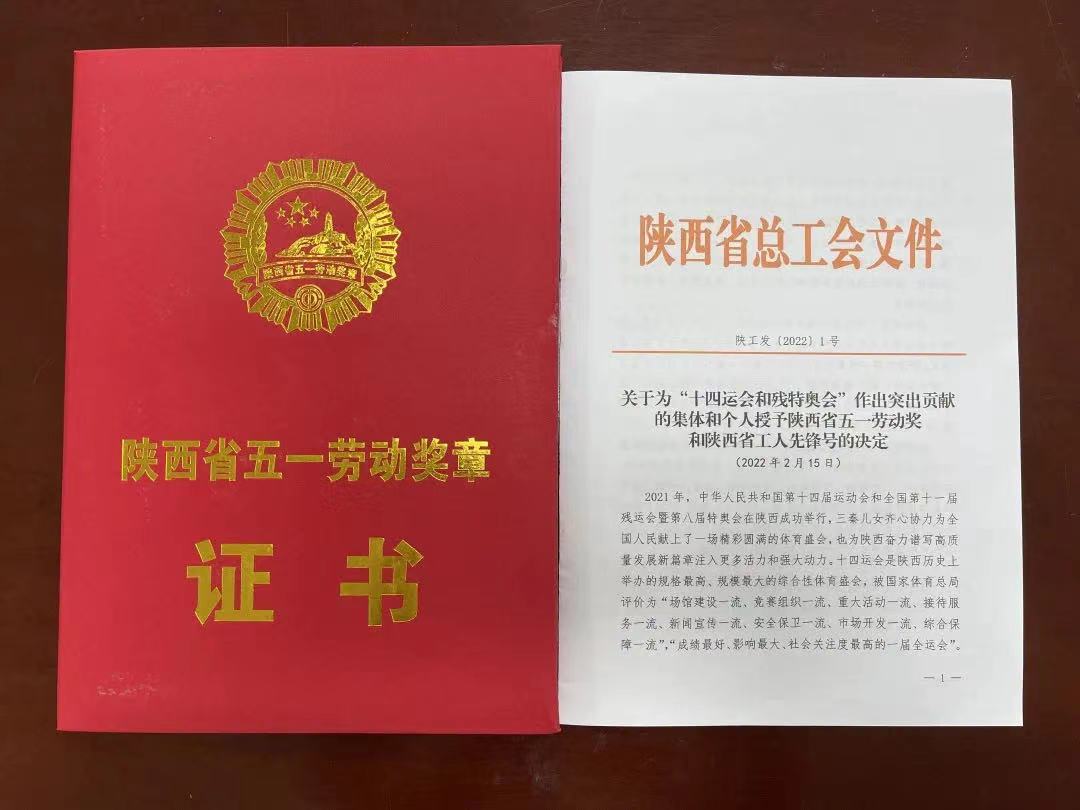 陕西省五一劳动奖章
陕西省五一劳动奖章
证书
陕西省总工会文件
陕工发〔2022〕1号
关于为“十四运会和残特奥会”作出突出贡献
的集体和个人授予陕西省五一劳动奖
和陕西省工人先锋号的决定
（2022年2月15日）
2021年，中华人民共和国第十四届运动会和全国第十一届
残运会暨第八届特奥会在陕西成功举行，三秦儿女齐心协力为全
国人民献上了一场精彩圆满的体育盛会，也为陕西奋力谱写高质
量发展新篇章注入更多活力和强大动力。十四运会是陕西历史上
举办的规格最高、规模最大的综合性体育盛会，被国家体育总局
评价为“场馆建设一流、竞赛组织一流、重大活动一流、接待服
务一流、新闻宣传一流、安全保卫一流、市场开发一流、综合保
障一流”，“成绩最好、影响最大、社会关注度最高的一届全运会”。
— 1 —